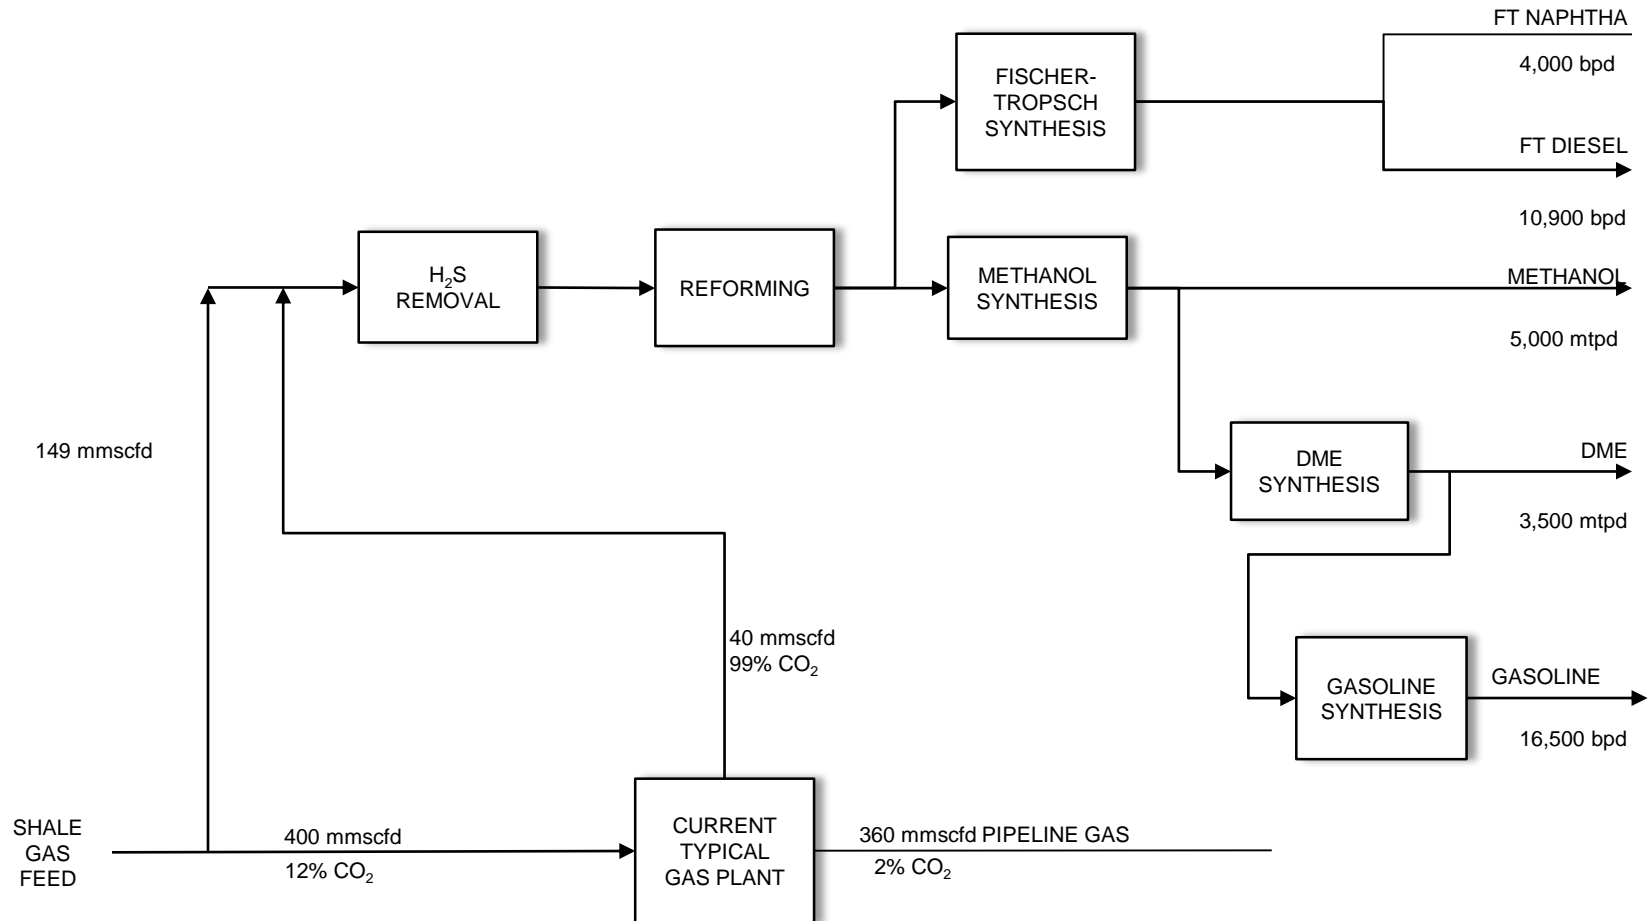 FT NAPHTHA
4,000 bpd
FISCHER-
TROPSCH
SYNTHESIS
FT DIESEL
10,900 bpd
H₂S
REMOVAL
REFORMING
METHANOL
SYNTHESIS
METHANOL
5,000 mtpd
149 mmscfd
DME
SYNTHESIS
DME
3,500 mtpd
40 mmscfd
99% CO₂
GASOLINE
SYNTHESIS
GASOLINE
16,500 bpd
SHALE
GAS
FEED
400 mmscfd
12% CO₂
CURRENT
TYPICAL
GAS PLANT
360 mmscfd PIPELINE GAS
2% CO₂